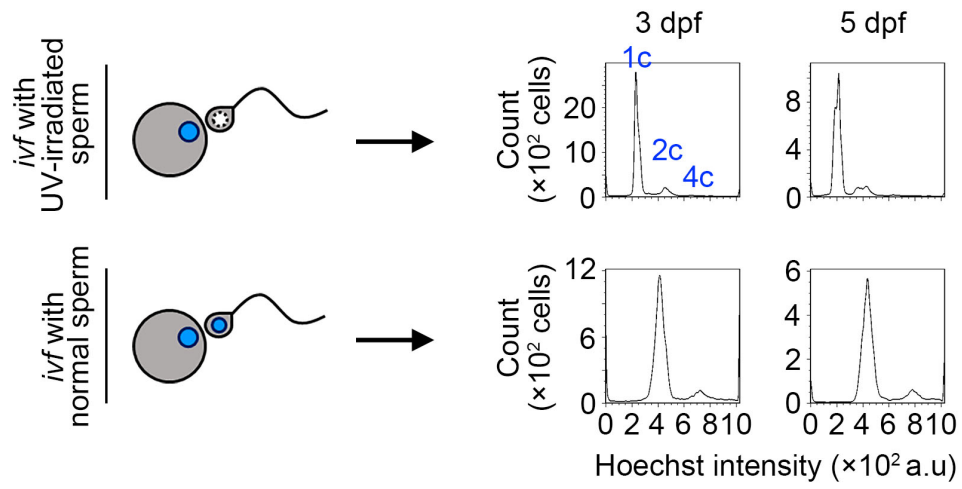 3 dpf
5 dpf
ivf with
UV-irradiated
sperm
Count
(×10² cells)
20
10
0
1c
2c
4c
8
4
0
ivf with
normal sperm
Count
(×10² cells)
12
6
0
0 2 4 6 8 10
6
4
2
0
0 2 4 6 8 10
Hoechst intensity (×10² a.u)